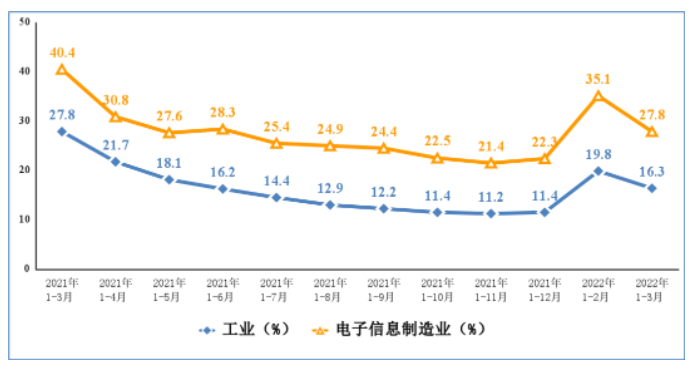 50
40
30
20
10
0
40.4
30.8
27.6
28.3
25.4
24.9
24.4
22.5
21.4
22.3
35.1
27.8
27.8
21.7
18.1
16.2
14.4
12.9
12.2
11.4
11.2
11.4
19.8
16.3
2021年
1-3月
2021年
1-4月
2021年
1-5月
2021年
1-6月
2021年
1-7月
2021年
1-8月
2021年
1-9月
2021年
1-10月
2021年
1-11月
2021年
1-12月
2022年
1-2月
2022年
1-3月
工业（%）
电子信息制造业（%）